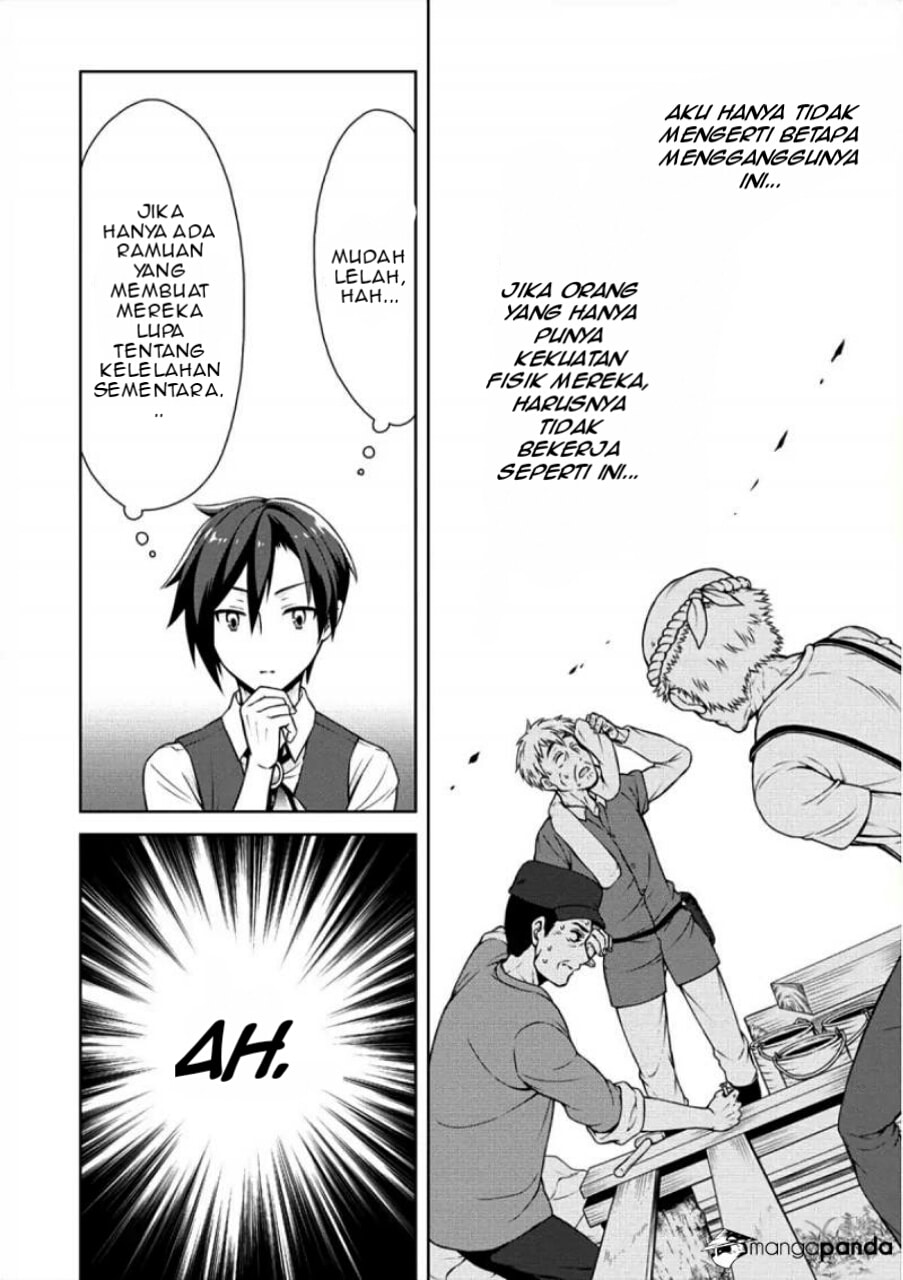 AKU HANYA TIDAK
MENGERTI BETAPA
MENGGANGGUNYA
INI...
JIKA ORANG
YANG HANYA
PUNYA
KEKUATAN
FISIK MEREKA,
HARUSNYA
TIDAK
BEKERJA
SEPERTI INI...
MUDAH
LELAH,
HAH...
JIKA
HANYA ADA
RAMUAN
YANG
MEMBUAT
MEREKA
LUPA
TENTANG
KELELAHAN
SEMENTARA.
..
AH.
mangapanda